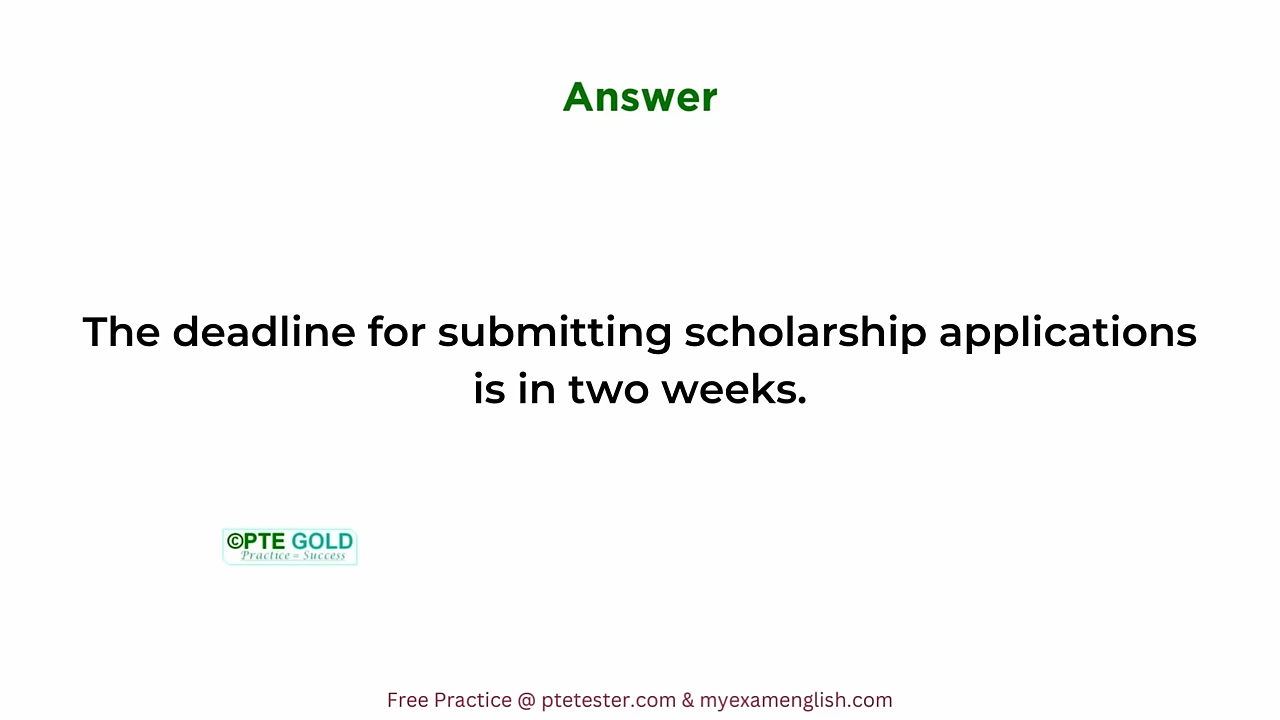 Answer
The deadline for submitting scholarship applications
is in two weeks.
©PTE GOLD
Practice = Success
Free Practice @ ptetester.com & myexamenglish.com